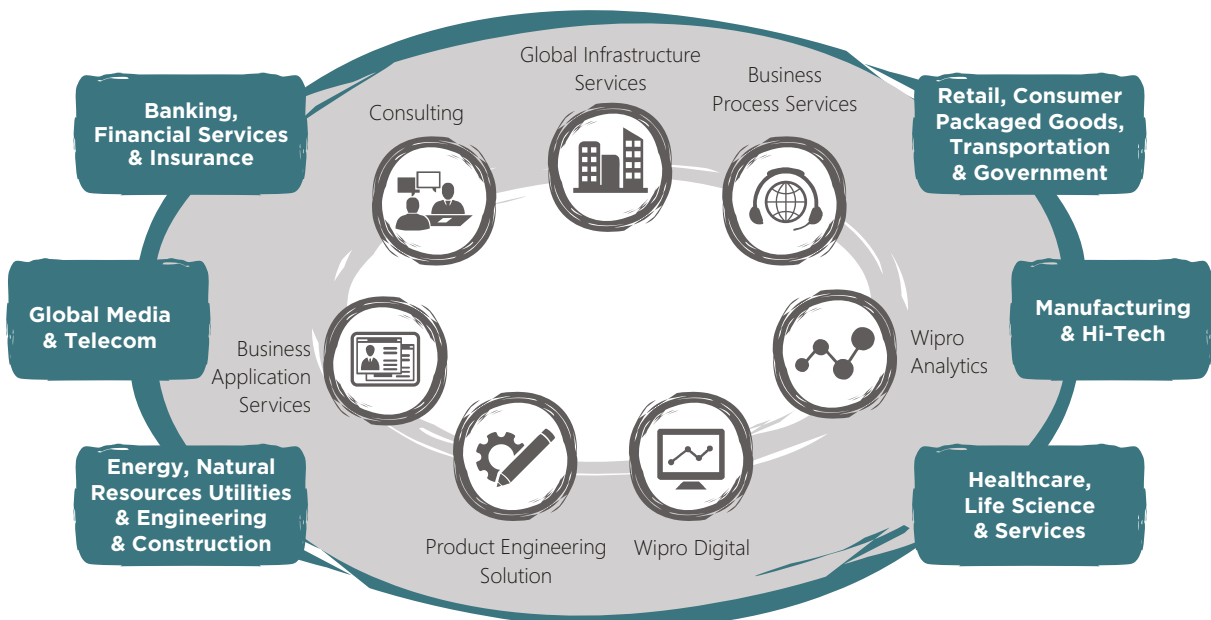 Global Infrastructure
Services
Business
Process Services
Consulting
Banking,
Financial Services
& Insurance
Retail, Consumer
Packaged Goods,
Transportation
& Government
Global Media
& Telecom
Manufacturing
& Hi-Tech
Business
Application
Services
Wipro
Analytics
Energy, Natural
Resources Utilities
& Engineering
& Construction
Healthcare,
Life Science
& Services
Product Engineering
Solution
Wipro Digital